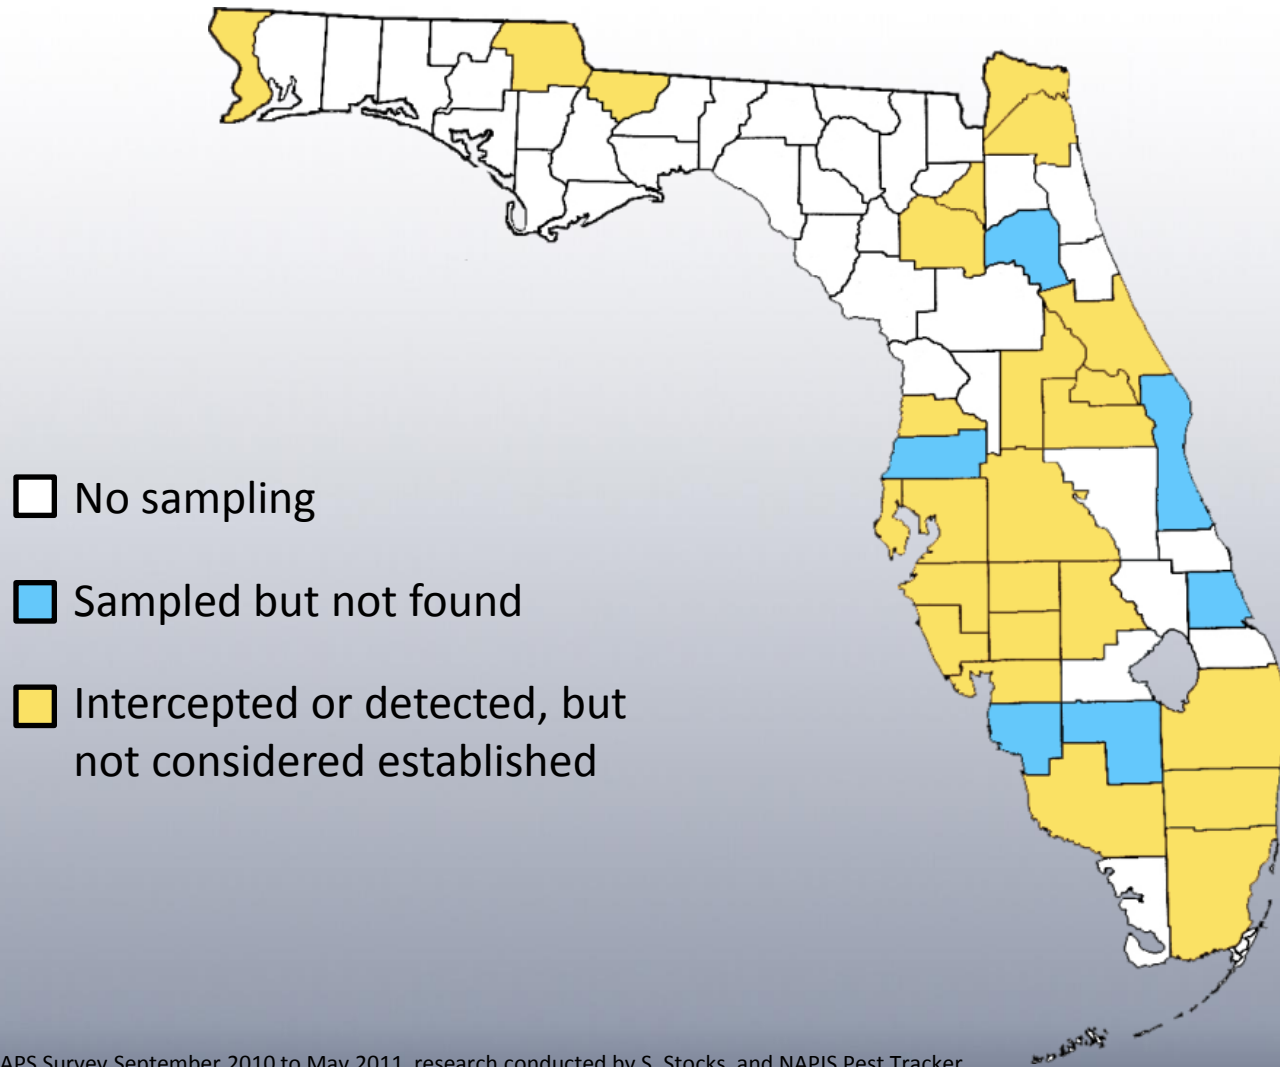 No sampling
Sampled but not found
Intercepted or detected, but
not considered established
APS Survey September 2010 to May 2011, research conducted by S. Stocks, and NAPIS Pest Tracker